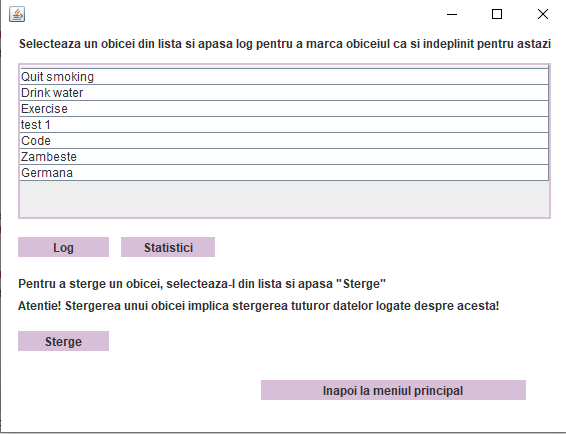 Selecteaza un obicei din lista si apasa log pentru a marca obiceiul ca si indeplinit pentru astazi
Quit smoking
Drink water
Exercise
test 1
Code
Zambeste
Germana
Log Statistici
Pentru a sterge un obicei, selecteaza-l din lista si apasa "Sterge"
Atentie! Stergerea unui obicei implica stergerea tuturor datelor logate despre acesta!
Sterge
Inapoi la meniul principal